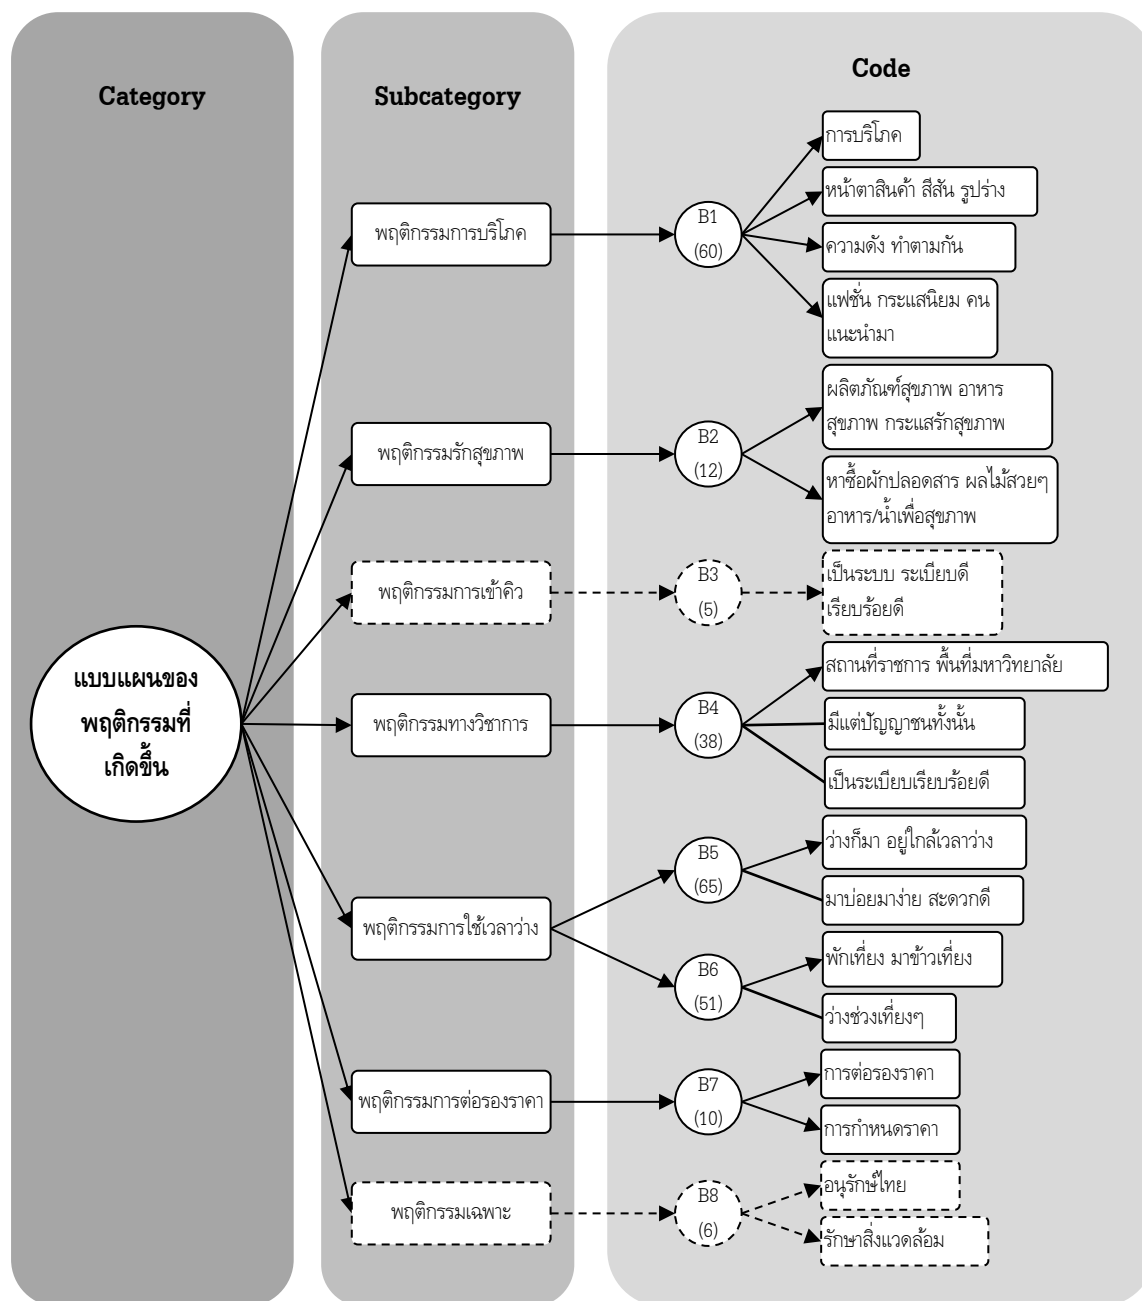 Category
Subcategory
Code
แบบแผนของ
พฤติกรรมที่
เกิดขึ้น
พฤติกรรมการบริโภค
B1
(60)
การบริโภค
หน้าตาสินค้า สีสัน รูปร่าง
ความดัง ทำตามกัน
แฟชั่น กระแสนิยม คน
แนะนำมา
พฤติกรรมรักสุขภาพ
B2
(12)
ผลิตภัณฑ์สุขภาพ อาหาร
สุขภาพ กระแสรักสุขภาพ
หาซื้อผักปลอดสาร ผลไม้สวยๆ
อาหาร/น้ำเพื่อสุขภาพ
พฤติกรรมการเข้าคิว
B3
(5)
เป็นระบบ ระเบียบดี
เรียบร้อยดี
พฤติกรรมทางวิชาการ
B4
(38)
สถานที่ราชการ พื้นที่มหาวิทยาลัย
มีแต่ปัญญาชนทั้งนั้น
เป็นระเบียบเรียบร้อยดี
พฤติกรรมการใช้เวลาว่าง
B5
(65)
ว่างก็มา อยู่ใกล้เวลาว่าง
มาบ่อยมาง่าย สะดวกดี
B6
(51)
พักเที่ยง มาข้าวเที่ยง
ว่างช่วงเที่ยงๆ
พฤติกรรมการต่อรองราคา
B7
(10)
การต่อรองราคา
การกำหนดราคา
พฤติกรรมเฉพาะ
B8
(6)
อนุรักษ์ไทย
รักษาสิ่งแวดล้อม